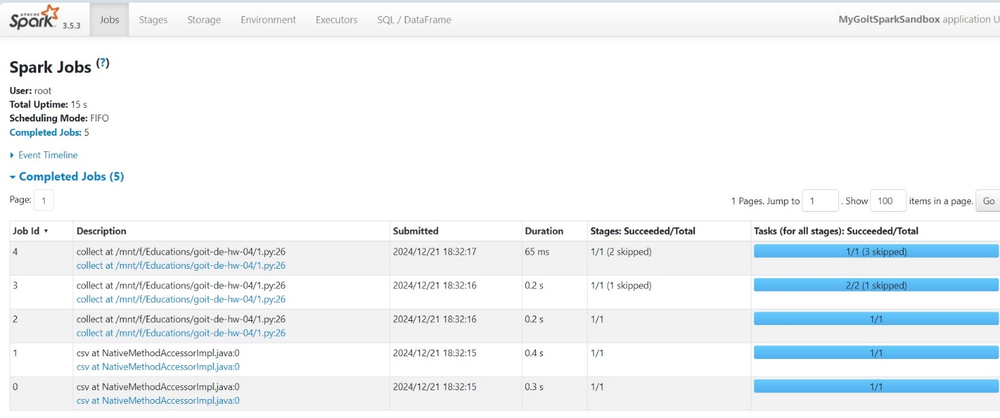 APACHE
Spark 3.5.3 Jobs Stages Storage Environment Executors SQL / DataFrame MyGoitSparkSandbox application U
Spark Jobs (?)
User: root
Total Uptime: 15 s
Scheduling Mode: FIFO
Completed Jobs: 5
Event Timeline
Completed Jobs (5)
Page: 1 1 Pages. Jump to 1 . Show 100 items in a page. Go
Job Id ▾ Description Submitted Duration Stages: Succeeded/Total Tasks (for all stages): Succeeded/Total
4 collect at /mnt/f/Educations/goit-de-hw-04/1.py:26 2024/12/21 18:32:17 65 ms 1/1 (2 skipped) 1/1 (3 skipped)
collect at /mnt/f/Educations/goit-de-hw-04/1.py:26
3 collect at /mnt/f/Educations/goit-de-hw-04/1.py:26 2024/12/21 18:32:16 0.2 s 1/1 (1 skipped) 2/2 (1 skipped)
collect at /mnt/f/Educations/goit-de-hw-04/1.py:26
2 collect at /mnt/f/Educations/goit-de-hw-04/1.py:26 2024/12/21 18:32:16 0.2 s 1/1 1/1
collect at /mnt/f/Educations/goit-de-hw-04/1.py:26
1 csv at NativeMethodAccessorImpl.java:0 2024/12/21 18:32:15 0.4 s 1/1 1/1
csv at NativeMethodAccessorImpl.java:0
0 csv at NativeMethodAccessorImpl.java:0 2024/12/21 18:32:15 0.3 s 1/1 1/1
csv at NativeMethodAccessorImpl.java:0